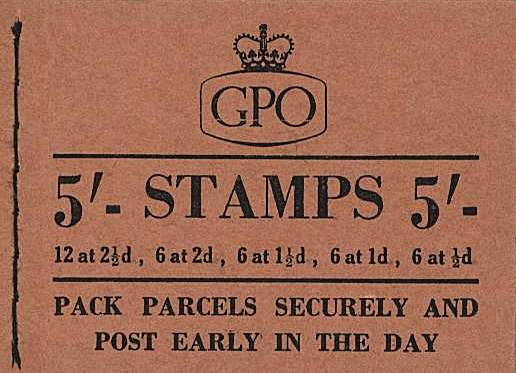 GPO
5/- STAMPS 5/-
12 at 2½d, 6 at 2d, 6 at 1½d, 6 at 1d, 6 at ½d
PACK PARCELS SECURELY AND
POST EARLY IN THE DAY